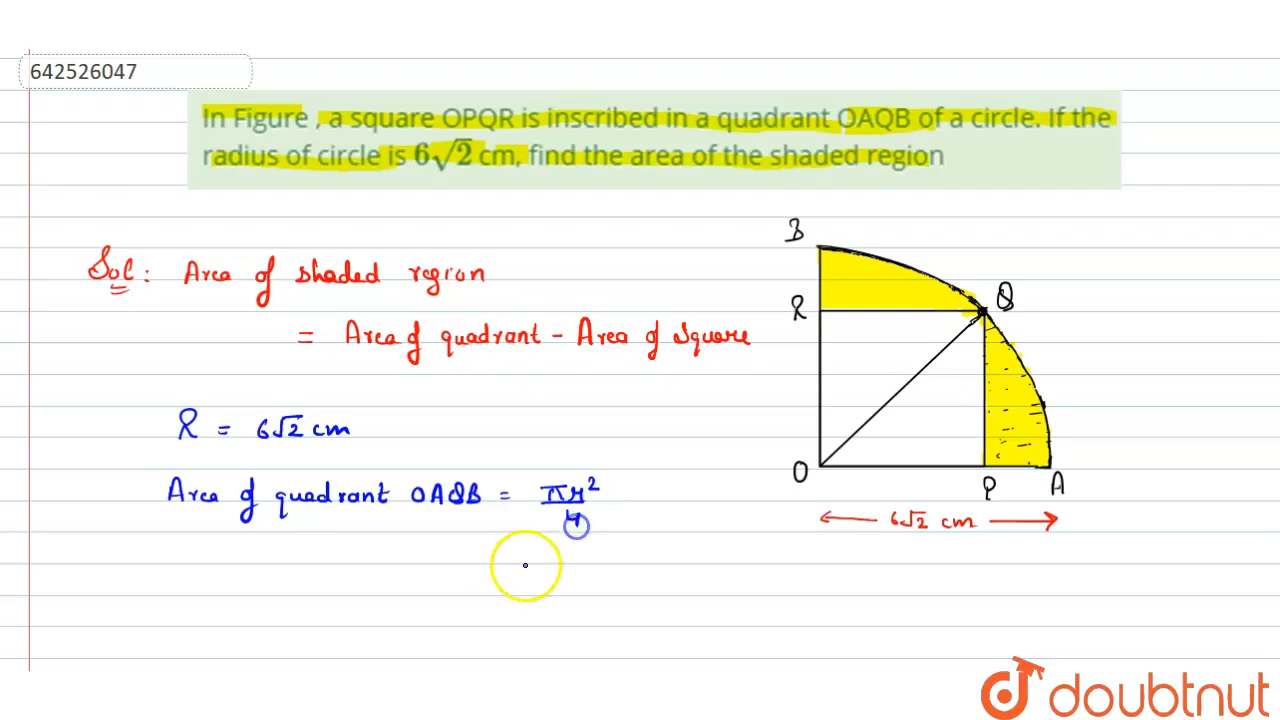 642526047
In Figure , a square OPQR is inscribed in a quadrant OAQB of a circle. If the
radius of circle is 6√2 cm, find the area of the shaded region
Sol: Area of shaded region
= Area of quadrant - Area of square
R = 6√2 cm
Area of quadrant OAQB = πr²/4
B
R
Q
O
P
A
6√2 cm
doubtnut